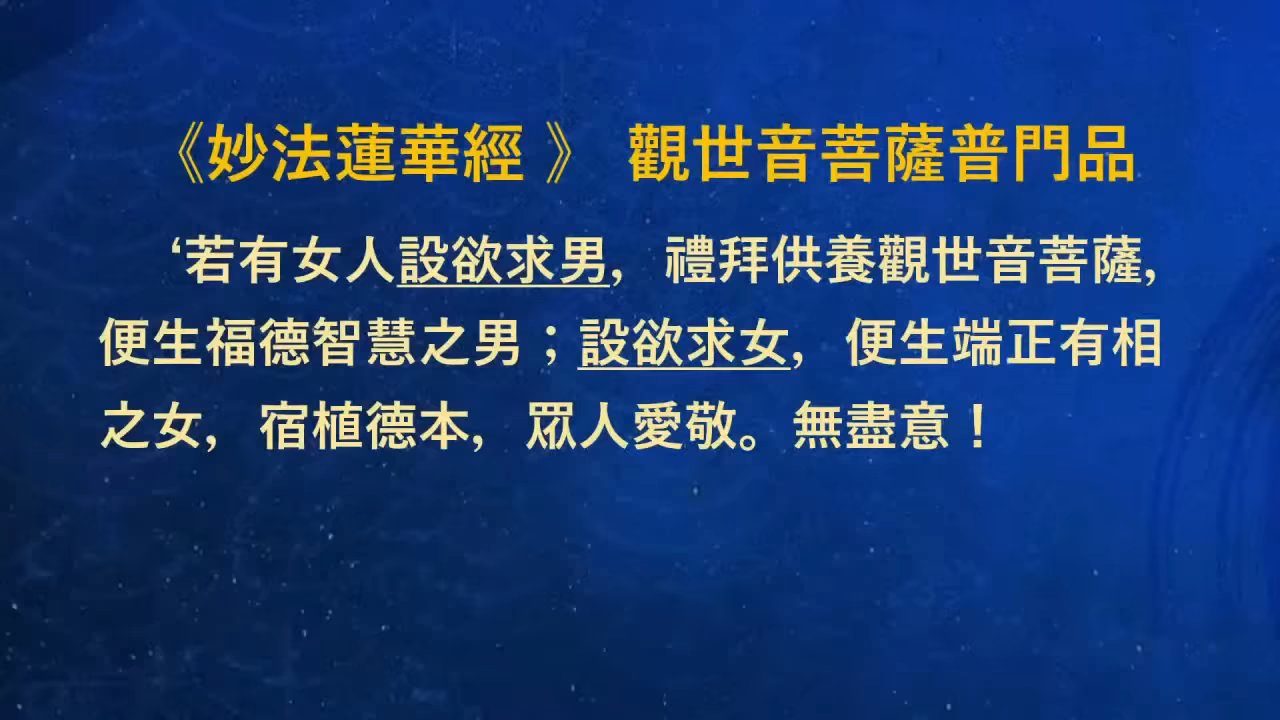 《妙法蓮華經 》 觀世音菩薩普門品
‘若有女人設欲求男, 禮拜供養觀世音菩薩,
便生福德智慧之男；設欲求女, 便生端正有相
之女, 宿植德本, 眾人愛敬。無盡意！